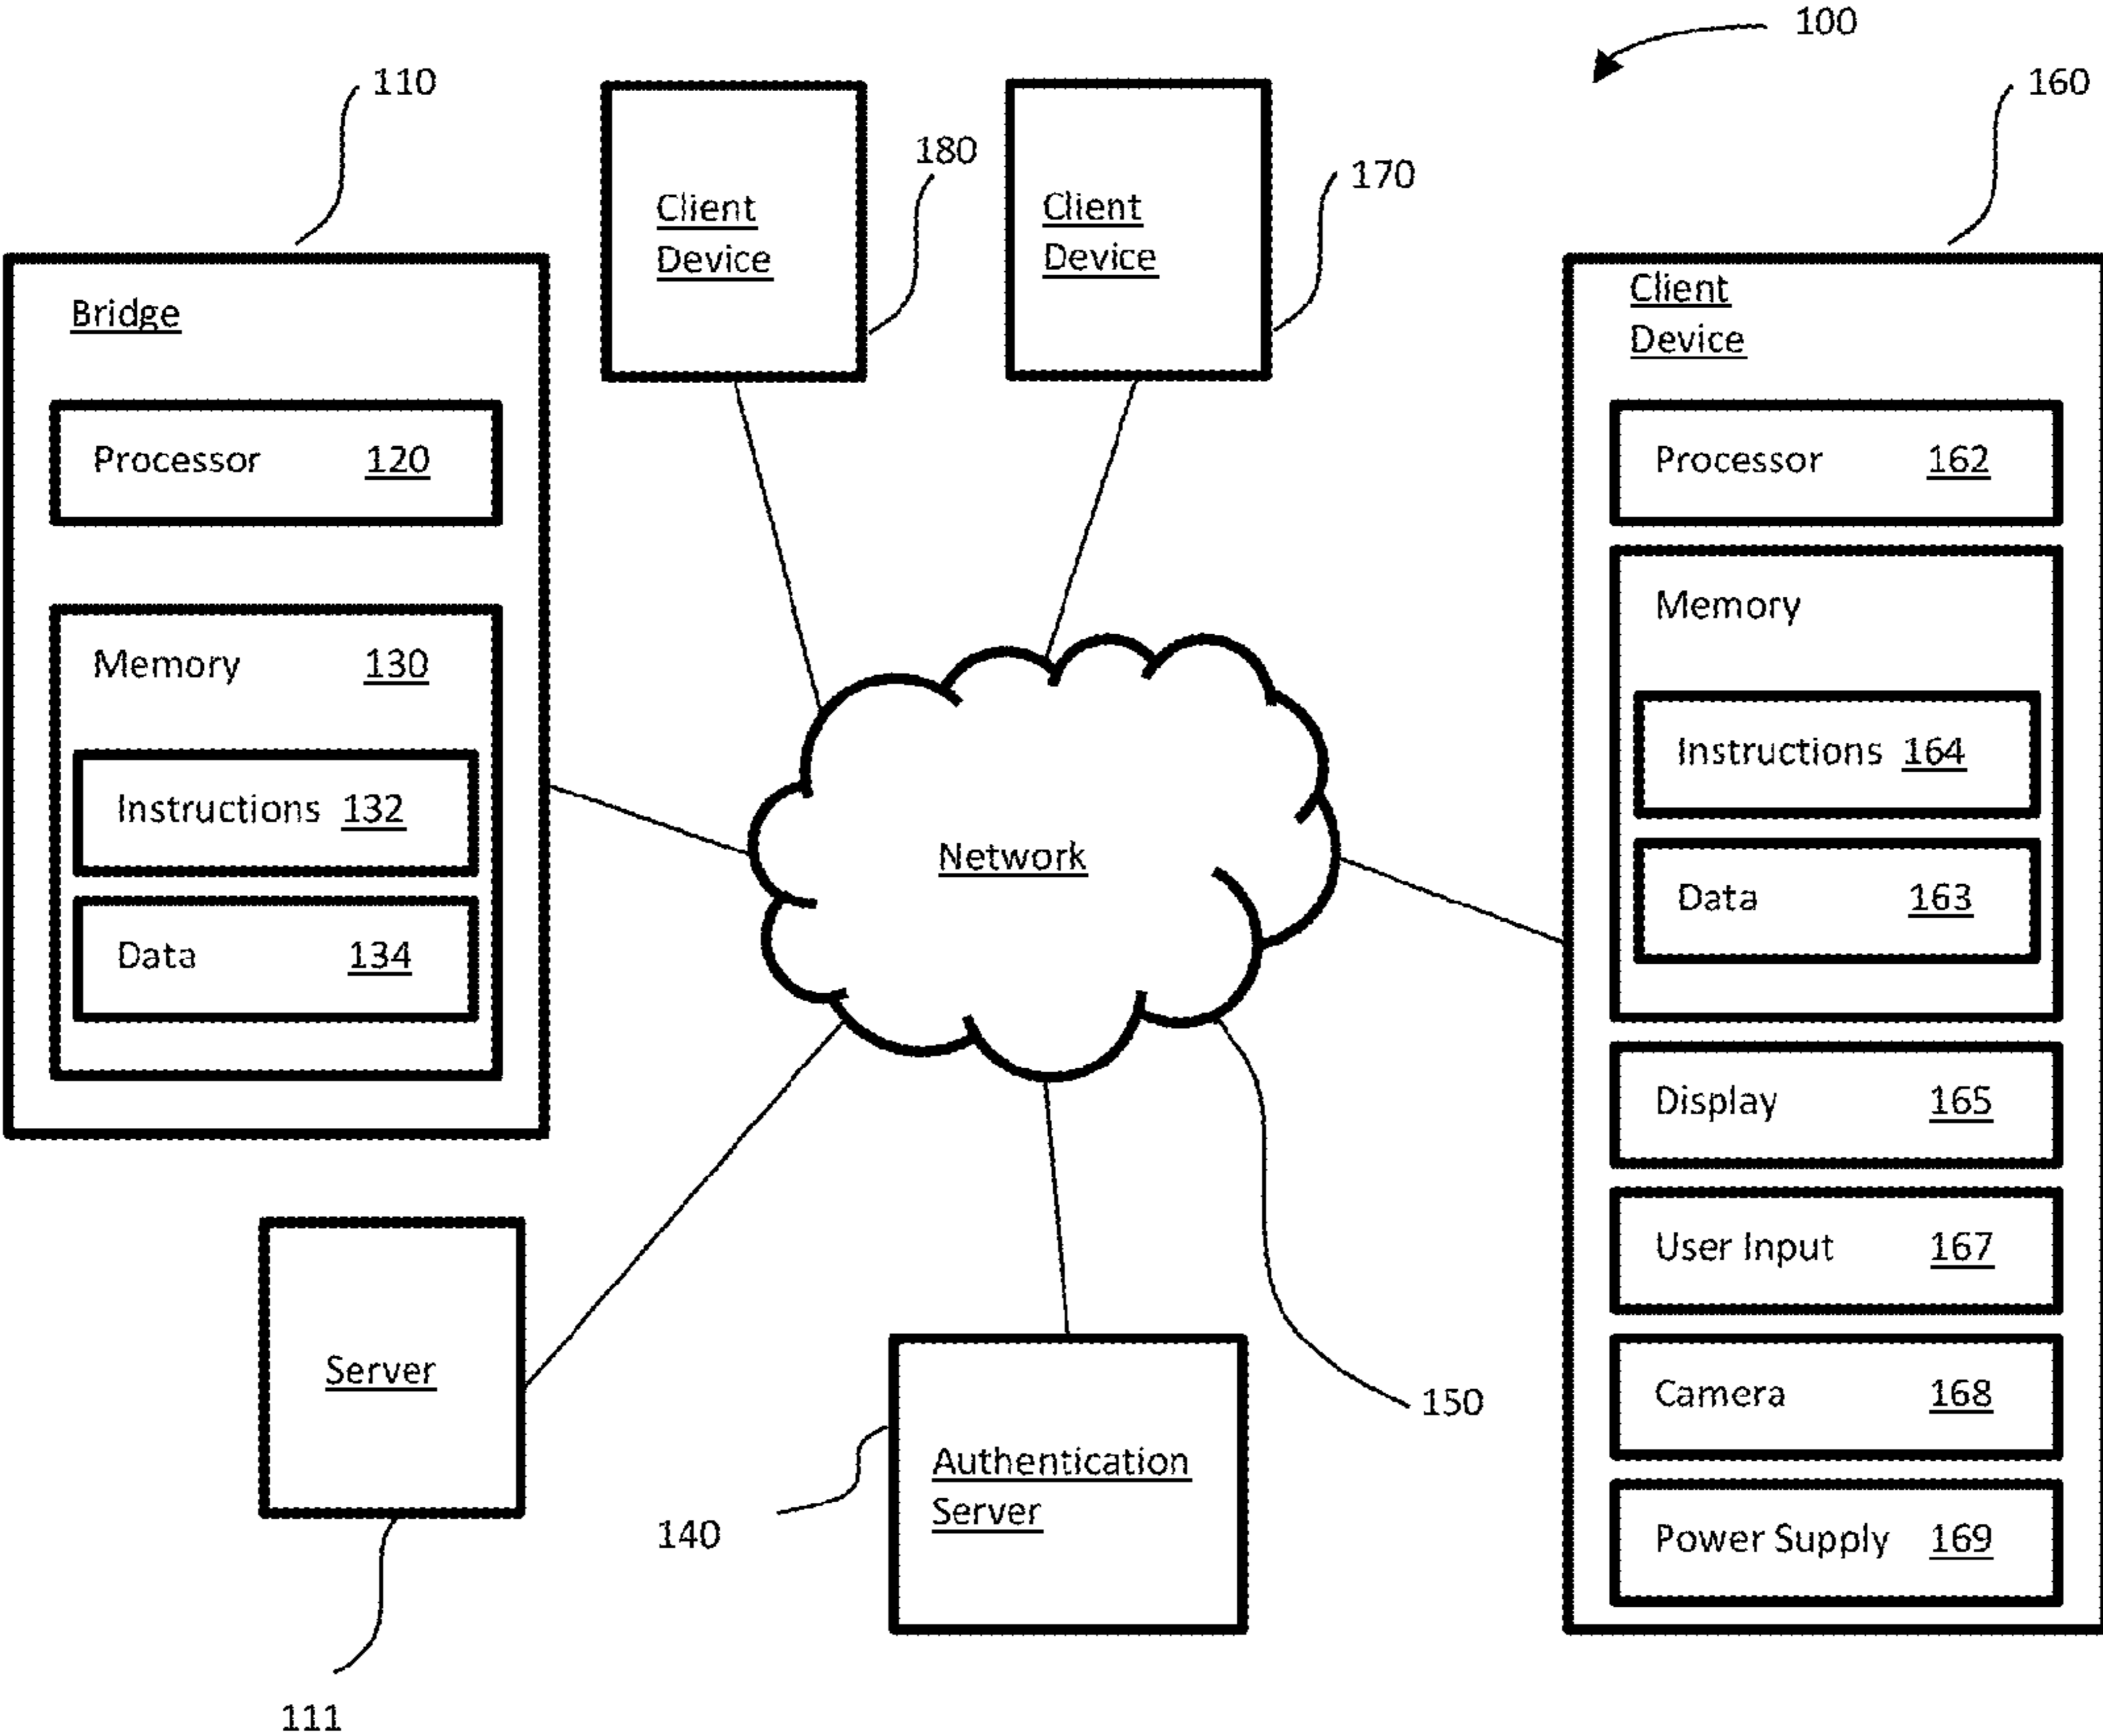 100
110
160
180
170
Client
Device
Client
Device
Bridge
Processor 120
Memory 130
Instructions 132
Data 134
Client
Device
Processor 162
Memory
Instructions 164
Data 163
Display 165
User Input 167
Camera 168
Power Supply 169
Network
Server
111
Authentication
Server
140
150